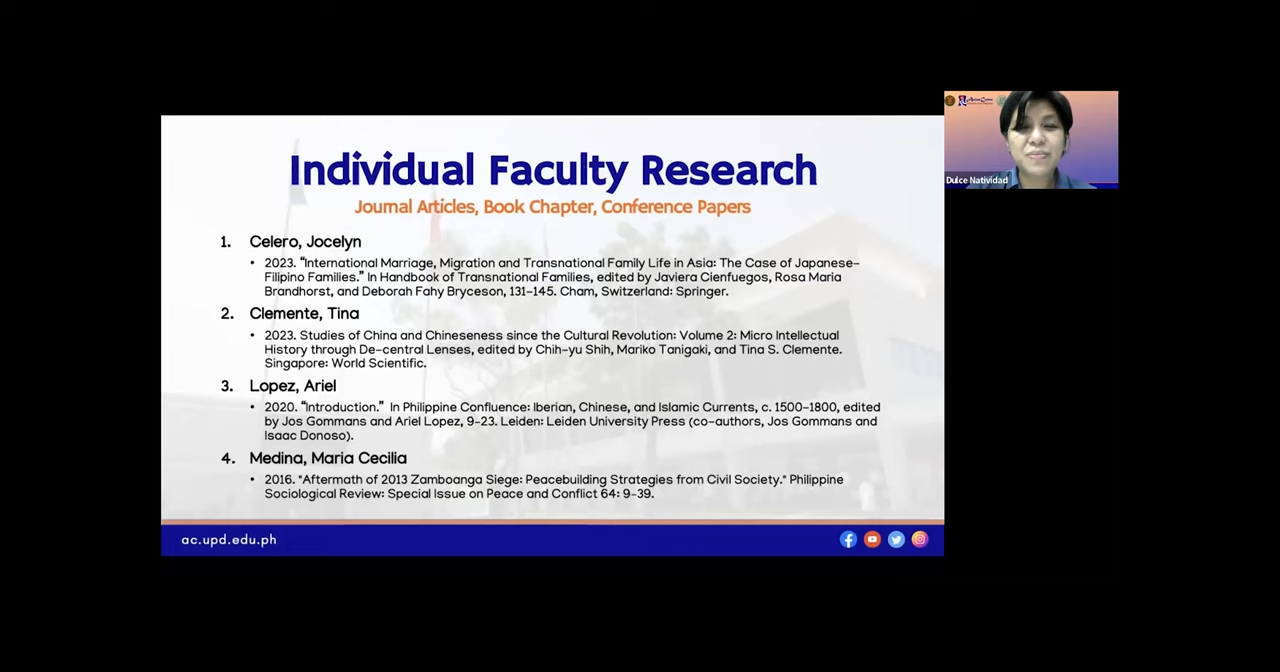 Individual Faculty Research
Journal Articles, Book Chapter, Conference Papers
1. Celero, Jocelyn
• 2023. “International Marriage, Migration and Transnational Family Life in Asia: The Case of Japanese-
Filipino Families.” In Handbook of Transnational Families, edited by Javiera Cienfuegos, Rosa Maria
Brandhorst, and Deborah Fahy Bryceson, 131-145. Cham, Switzerland: Springer.
2. Clemente, Tina
• 2023. Studies of China and Chineseness since the Cultural Revolution: Volume 2: Micro Intellectual
History through De-central Lenses, edited by Chih-yu Shih, Mariko Tanigaki, and Tina S. Clemente.
Singapore: World Scientific.
3. Lopez, Ariel
• 2020. “Introduction.” In Philippine Confluence: Iberian, Chinese, and Islamic Currents, c. 1500-1800, edited
by Jos Gommans and Ariel Lopez, 9-23. Leiden: Leiden University Press (co-authors, Jos Gommans and
Isaac Donoso).
4. Medina, Maria Cecilia
• 2016. "Aftermath of 2013 Zamboanga Siege: Peacebuilding Strategies from Civil Society." Philippine
Sociological Review: Special Issue on Peace and Conflict 64: 9-39.
ac.upd.edu.ph
Dulce Natividad